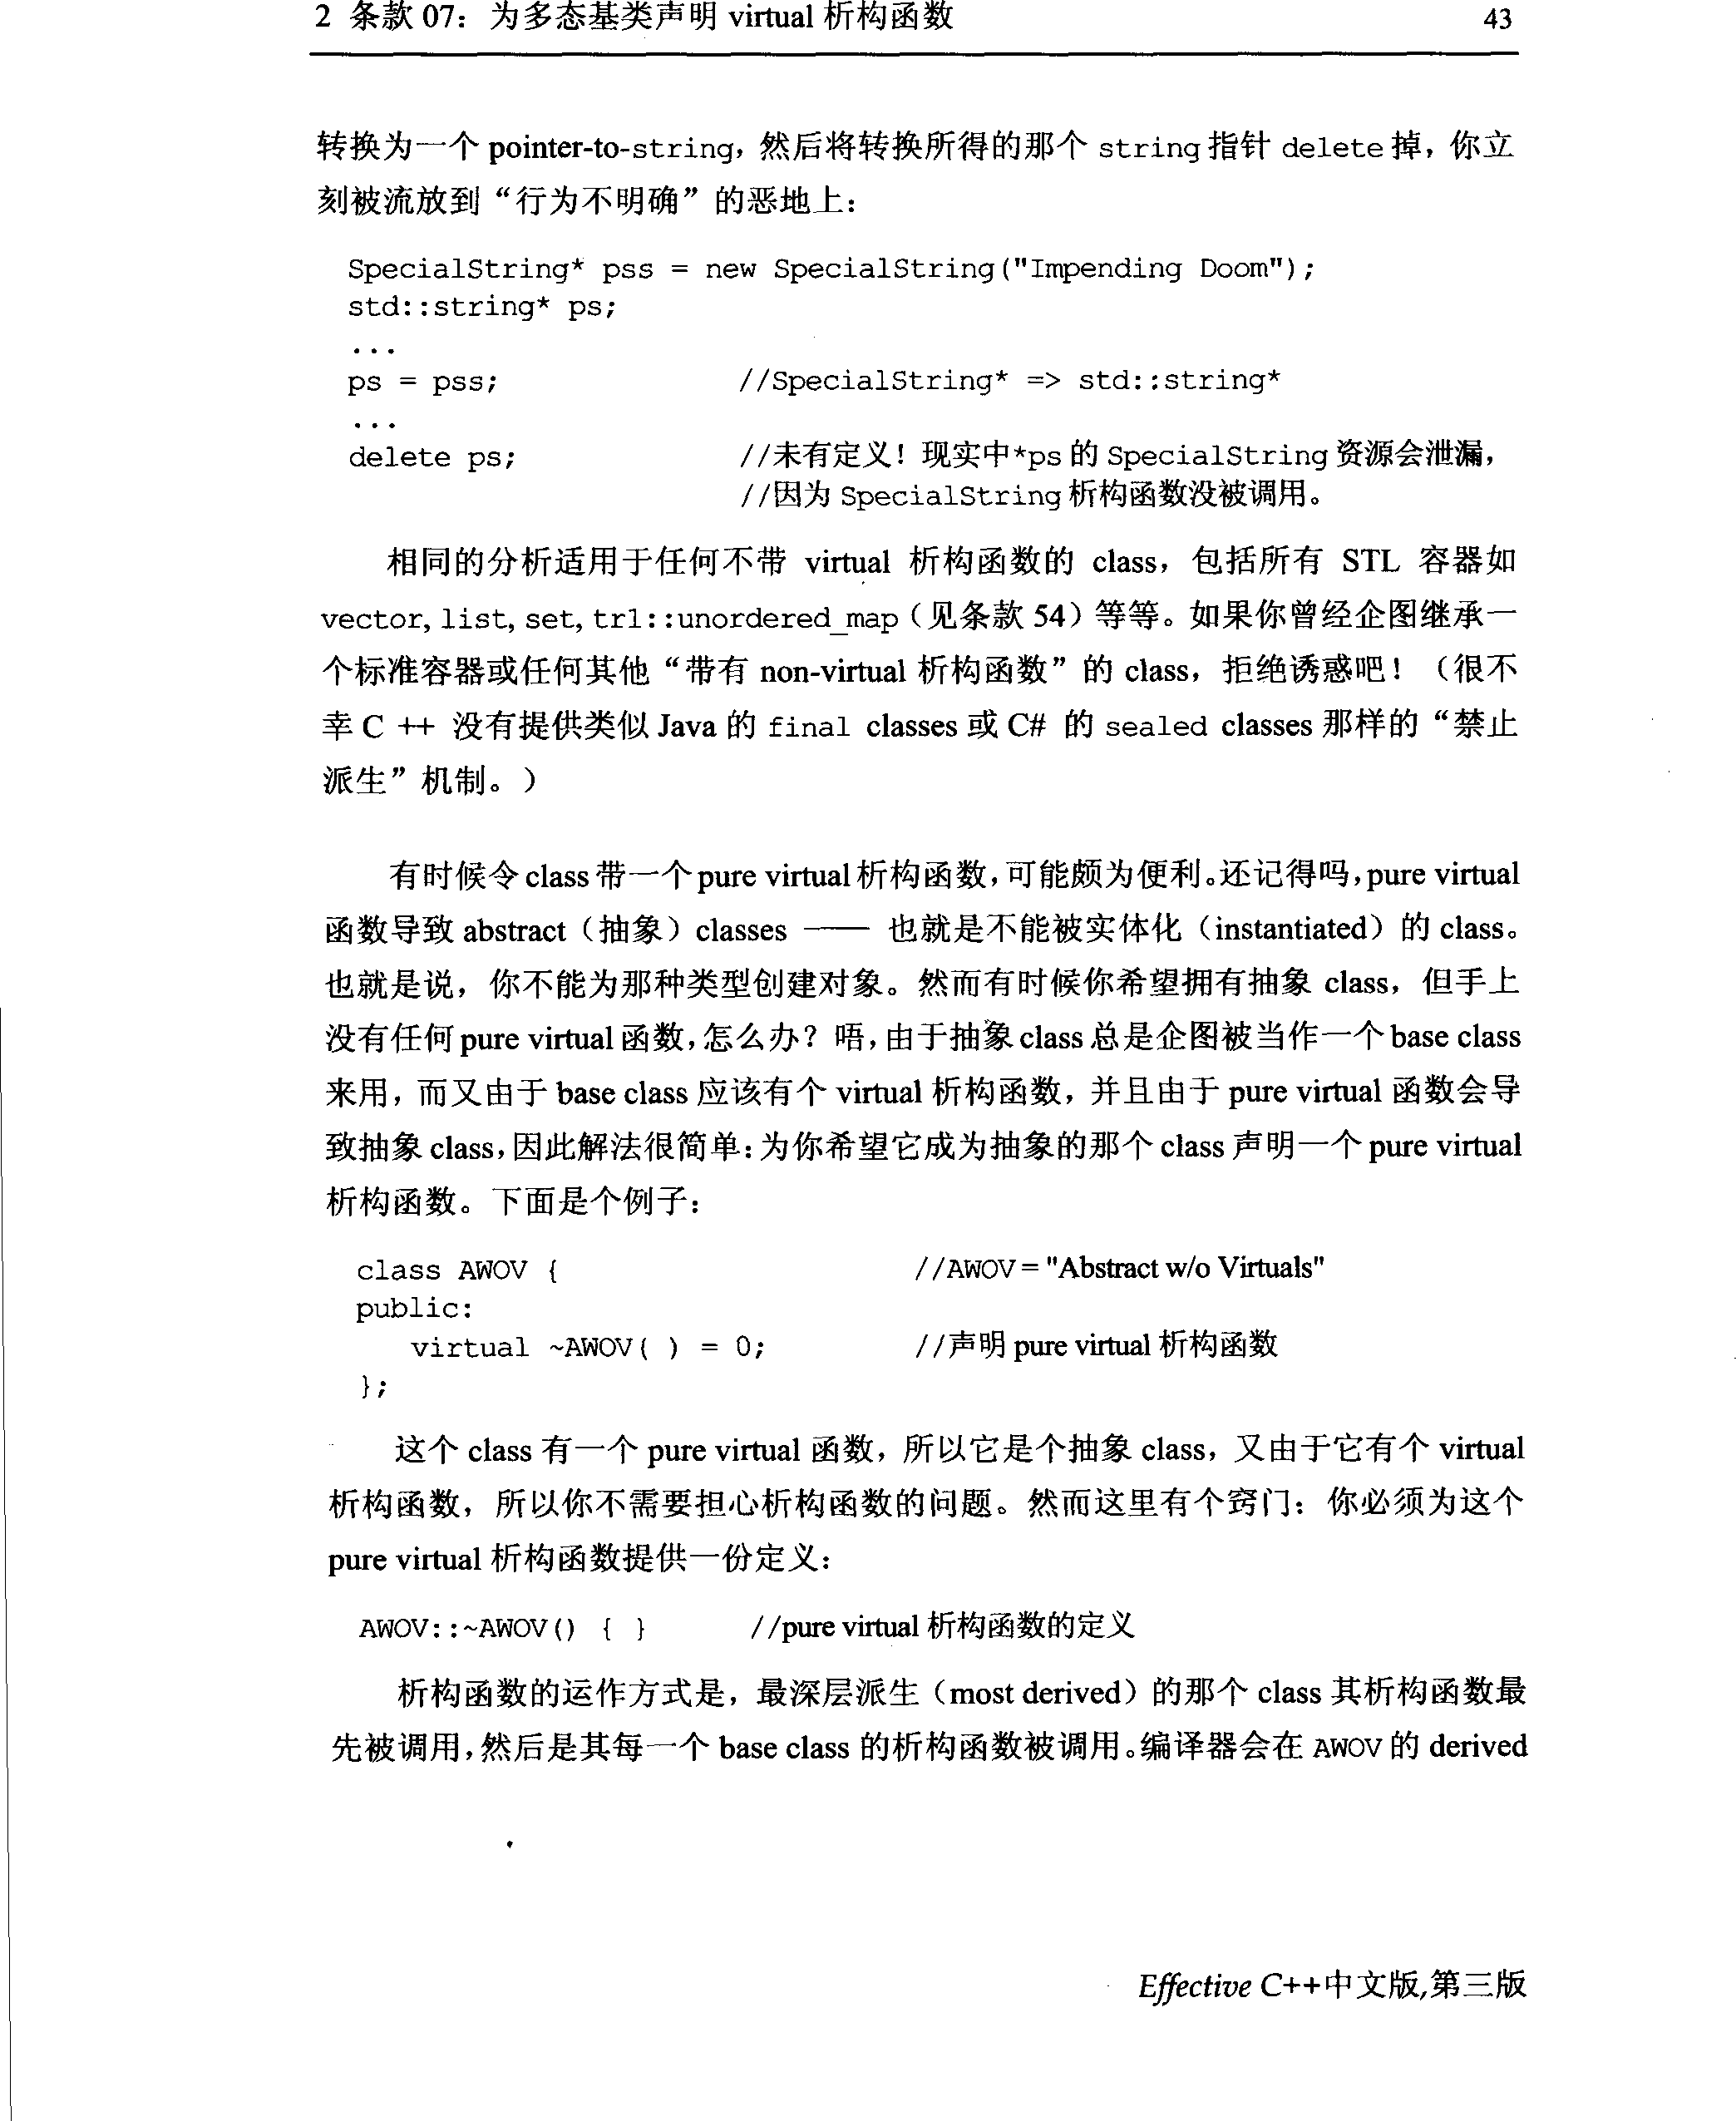 2 条款 07：为多态基类声明 virtual 析构函数 43
转换为一个 pointer-to-string，然后将转换所得的那个 string 指针 delete 掉，你立
刻被流放到“行为不明确”的恶地上：
SpecialString* pss = new SpecialString("Impending Doom");
std::string* ps;
...
ps = pss; //SpecialString* => std::string*
...
delete ps; //未有定义！现实中*ps 的 SpecialString 资源会泄漏，
//因为 SpecialString 析构函数没被调用。
相同的分析适用于任何不带 virtual 析构函数的 class，包括所有 STL 容器如
vector, list, set, tr1::unordered_map（见条款 54）等等。如果你曾经企图继承一
个标准容器或任何其他“带有 non-virtual 析构函数”的 class，拒绝诱惑吧！（很不
幸 C ++ 没有提供类似 Java 的 final classes 或 C# 的 sealed classes 那样的“禁止
派生”机制。）
有时候令 class 带一个 pure virtual 析构函数，可能颇为便利。还记得吗，pure virtual
函数导致 abstract（抽象）classes —— 也就是不能被实体化（instantiated）的 class。
也就是说，你不能为那种类型创建对象。然而有时候你希望拥有抽象 class，但手上
没有任何 pure virtual 函数，怎么办？唔，由于抽象 class 总是企图被当作一个 base class
来用，而又由于 base class 应该有个 virtual 析构函数，并且由于 pure virtual 函数会导
致抽象 class，因此解法很简单：为你希望它成为抽象的那个 class 声明一个 pure virtual
析构函数。下面是个例子：
class AWOV { //AWOV = "Abstract w/o Virtuals"
public:
virtual ~AWOV( ) = 0; //声明 pure virtual 析构函数
};
这个 class 有一个 pure virtual 函数，所以它是个抽象 class，又由于它有个 virtual
析构函数，所以你不需要担心析构函数的问题。然而这里有个窍门：你必须为这个
pure virtual 析构函数提供一份定义：
AWOV::~AWOV() { } //pure virtual 析构函数的定义
析构函数的运作方式是，最深层派生（most derived）的那个 class 其析构函数最
先被调用，然后是其每一个 base class 的析构函数被调用。编译器会在 AWOV 的 derived
Effective C++中文版,第三版